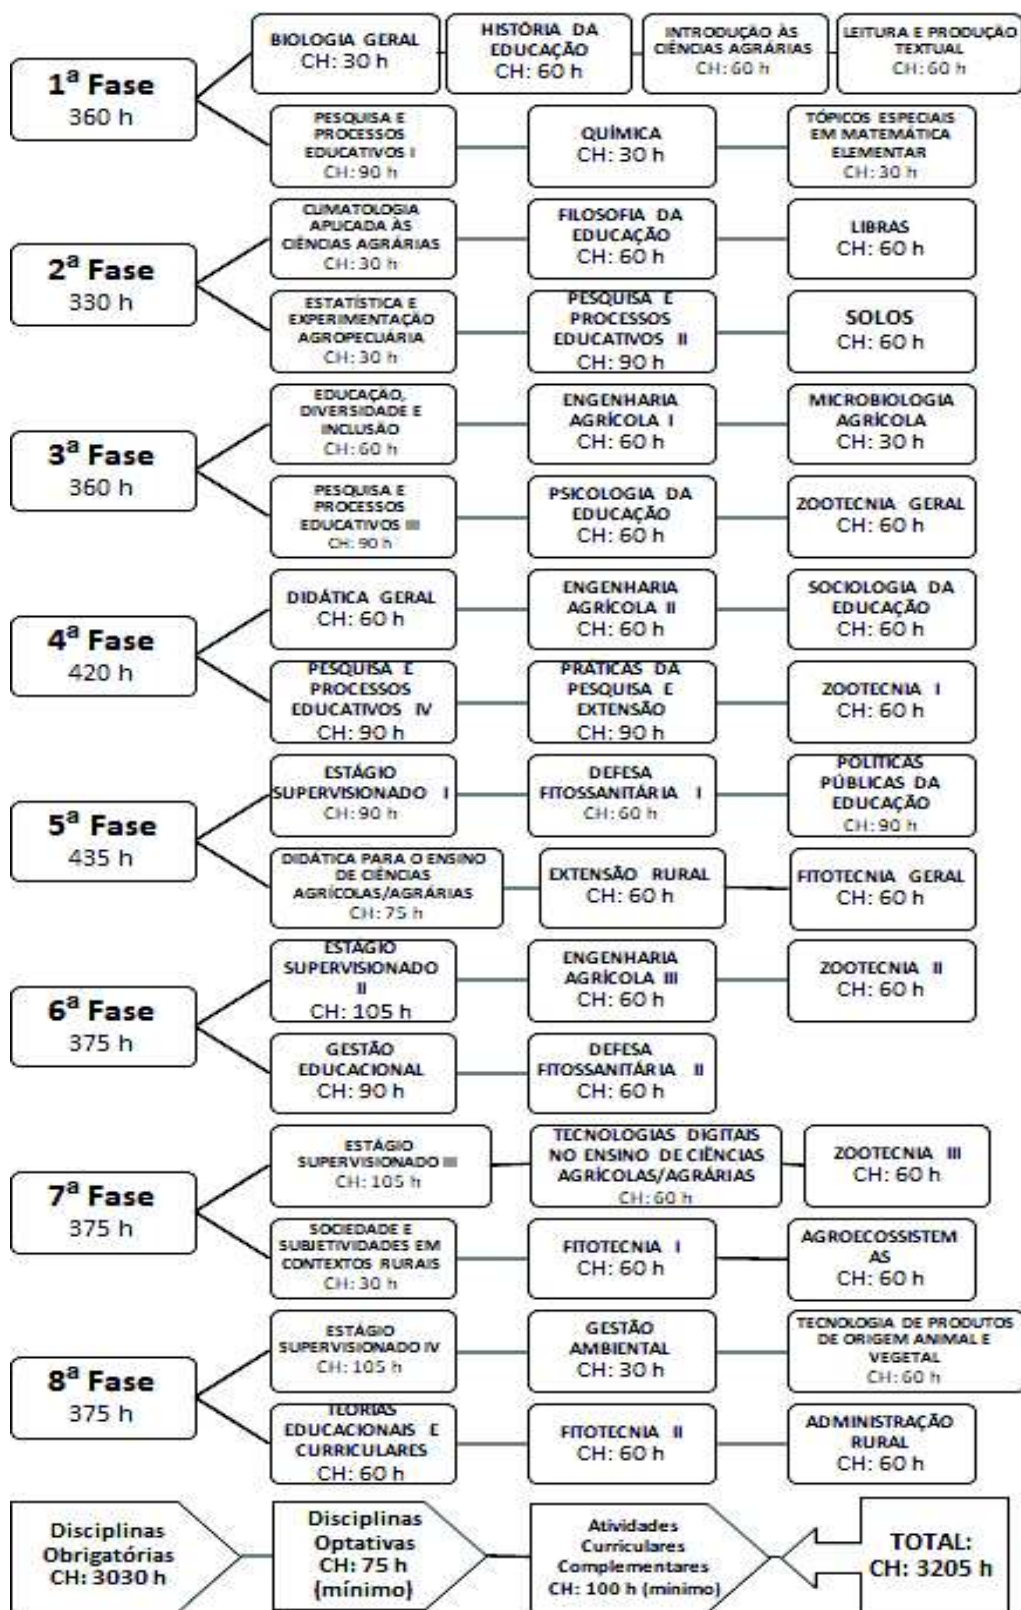 1ª Fase
360 h
BIOLOGIA GERAL
CH: 30 h
HISTÓRIA DA
EDUCAÇÃO
CH: 60 h
INTRODUÇÃO ÀS
CIÊNCIAS AGRÁRIAS
CH: 60 h
LEITURA E PRODUÇÃO
TEXTUAL
CH: 60 h
PESQUISA E
PROCESSOS
EDUCATIVOS I
CH: 90 h
QUÍMICA
CH: 30 h
TÓPICOS ESPECIAIS
EM MATEMÁTICA
ELEMENTAR
CH: 30 h
2ª Fase
330 h
CLIMATOLOGIA
APLICADA ÀS
CIÊNCIAS AGRÁRIAS
CH: 30 h
FILOSOFIA DA
EDUCAÇÃO
CH: 60 h
LIBRAS
CH: 60 h
ESTATÍSTICA E
EXPERIMENTAÇÃO
AGROPECUÁRIA
CH: 30 h
PESQUISA E
PROCESSOS
EDUCATIVOS II
CH: 90 h
SOLOS
CH: 60 h
3ª Fase
360 h
EDUCAÇÃO,
DIVERSIDADE E
INCLUSÃO
CH: 60 h
ENGENHARIA
AGRÍCOLA I
CH: 60 h
MICROBIOLOGIA
AGRÍCOLA
CH: 30 h
PESQUISA E
PROCESSOS
EDUCATIVOS III
CH: 90 h
PSICOLOGIA DA
EDUCAÇÃO
CH: 60 h
ZOOTECNIA GERAL
CH: 60 h
4ª Fase
420 h
DIDÁTICA GERAL
CH: 60 h
ENGENHARIA
AGRÍCOLA II
CH: 60 h
SOCIOLOGIA DA
EDUCAÇÃO
CH: 60 h
PESQUISA E
PROCESSOS
EDUCATIVOS IV
CH: 90 h
PRÁTICAS DA
PESQUISA E
EXTENSÃO
CH: 90 h
ZOOTECNIA I
CH: 60 h
5ª Fase
435 h
ESTÁGIO
SUPERVISIONADO I
CH: 90 h
DEFESA
FITOSSANITÁRIA I
CH: 60 h
POLÍTICAS
PÚBLICAS DA
EDUCAÇÃO
CH: 90 h
DIDÁTICA PARA O ENSINO
DE CIÊNCIAS
AGRÍCOLAS/AGRÁRIAS
CH: 75 h
EXTENSÃO RURAL
CH: 60 h
FITOTECNIA GERAL
CH: 60 h
6ª Fase
375 h
ESTÁGIO
SUPERVISIONADO
II
CH: 105 h
ENGENHARIA
AGRÍCOLA III
CH: 60 h
ZOOTECNIA II
CH: 60 h
GESTÃO
EDUCACIONAL
CH: 90 h
DEFESA
FITOSSANITÁRIA II
CH: 60 h
7ª Fase
375 h
ESTÁGIO
SUPERVISIONADO III
CH: 105 h
TECNOLOGIAS DIGITAIS
NO ENSINO DE CIÊNCIAS
AGRÍCOLAS/AGRÁRIAS
CH: 60 h
ZOOTECNIA III
CH: 60 h
SOCIEDADE E
SUBJETIVIDADES EM
CONTEXTOS RURAIS
CH: 30 h
FITOTECNIA I
CH: 60 h
AGROECOSSISTEM
AS
CH: 60 h
8ª Fase
375 h
ESTÁGIO
SUPERVISIONADO IV
CH: 105 h
GESTÃO
AMBIENTAL
CH: 30 h
TECNOLOGIA DE PRODUTOS
DE ORIGEM ANIMAL E
VEGETAL
CH: 60 h
TEORIAS
EDUCACIONAIS E
CURRICULARES
CH: 60 h
FITOTECNIA II
CH: 60 h
ADMINISTRAÇÃO
RURAL
CH: 60 h
Disciplinas
Obrigatórias
CH: 3030 h
Disciplinas
Optativas
CH: 75 h
(mínimo)
Atividades
Curriculares
Complementares
CH: 100 h (mínimo)
TOTAL:
CH: 3205 h